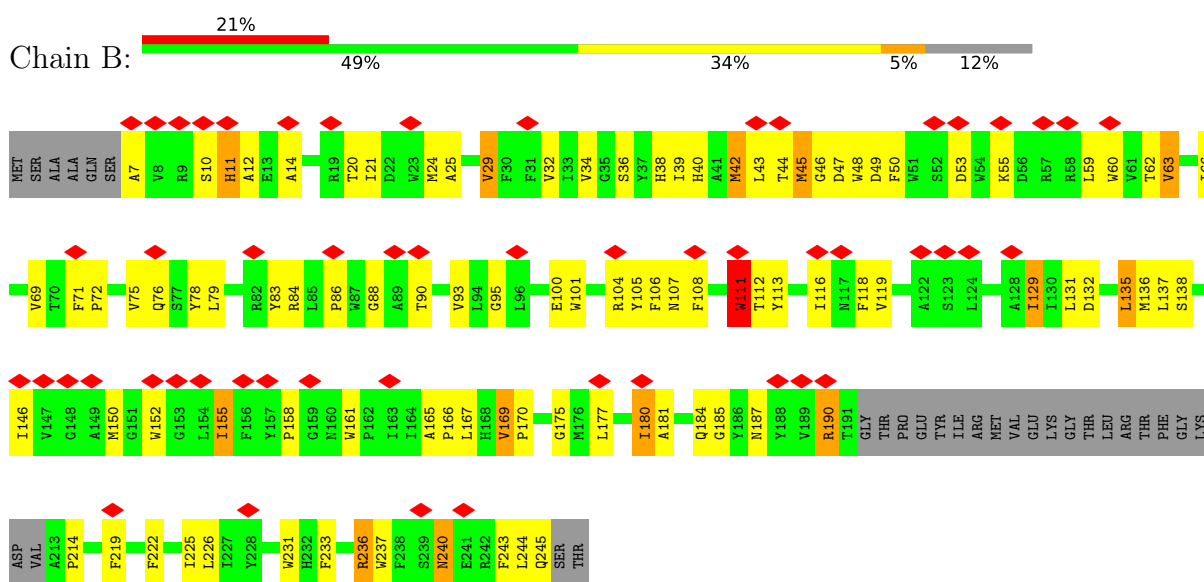 21%
Chain B:
49% 34% 5% 12%
MET SER ALA ALA GLN SER A7 V8 R9 S10 H11 A12 E13 A14 R19 T20 I21 D22 W23 M24 A25 V29 F30 F31 V32 I33 V34 G35 S36 Y37 H38 I39 H40 A41 M42 L43 T44 M45 G46 D47 W48 D49 F50 W51 S52 D53 W54 K55 D56 R57 R58 L59 W60 V61 T62 V63
V69 T70 F71 P72 V75 Q76 S77 Y78 L79 R82 Y83 R84 L85 P86 W87 G88 A89 T90 V93 L94 G95 L96 E100 W101 R104 Y105 F106 N107 F108 W111 T112 Y113 I116 N117 F118 V119 A122 S123 L124 A128 I129 I130 L131 D132 L135 M136 L137 S138
I146 V147 G148 A149 M150 G151 W152 G153 L154 I155 F156 Y157 P158 G159 N160 W161 P162 I163 I164 A165 P166 L167 H168 V169 P170 G175 M176 L177 I180 A181 Q184 G185 Y186 N187 Y188 V189 R190 T191 GLY THR PRO GLU TYR ILE ARG MET VAL GLU LYS GLY THR LEU ARG THR PHE GLY LYS
ASP VAL A213 P214 F219 F222 I225 L226 I227 Y228 W231 H232 F233 R236 W237 F238 S239 N240 E241 R242 F243 L244 Q245 SER THR